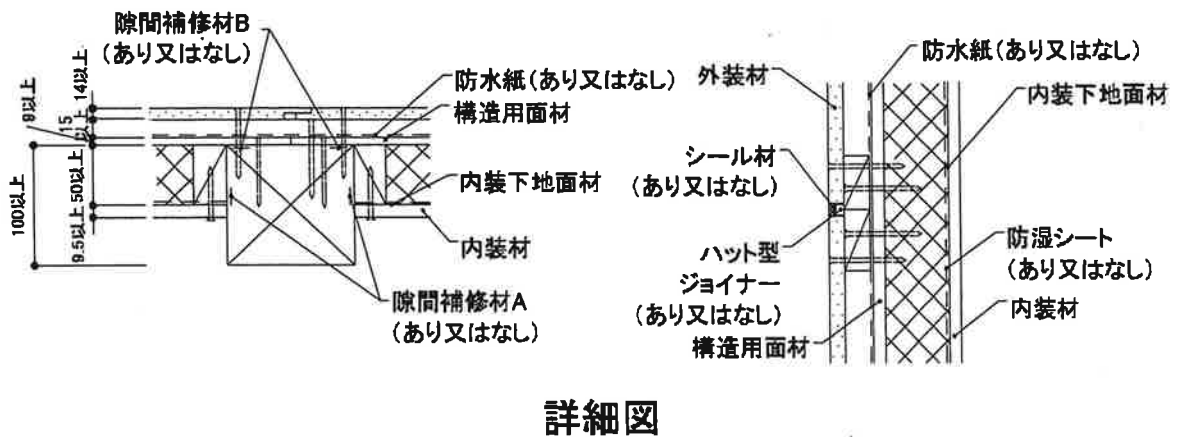 隙間補修材B
(あり又はなし)
防水紙(あり又はなし)
構造用面材
内装下地面材
内装材
隙間補修材A
(あり又はなし)
14以上
9以上
15
以上
50以上
100以上
9.5以上
防水紙(あり又はなし)
外装材
内装下地面材
シール材
(あり又はなし)
ハット型
ジョイナー
(あり又はなし)
防湿シート
(あり又はなし)
内装材
構造用面材
詳細図